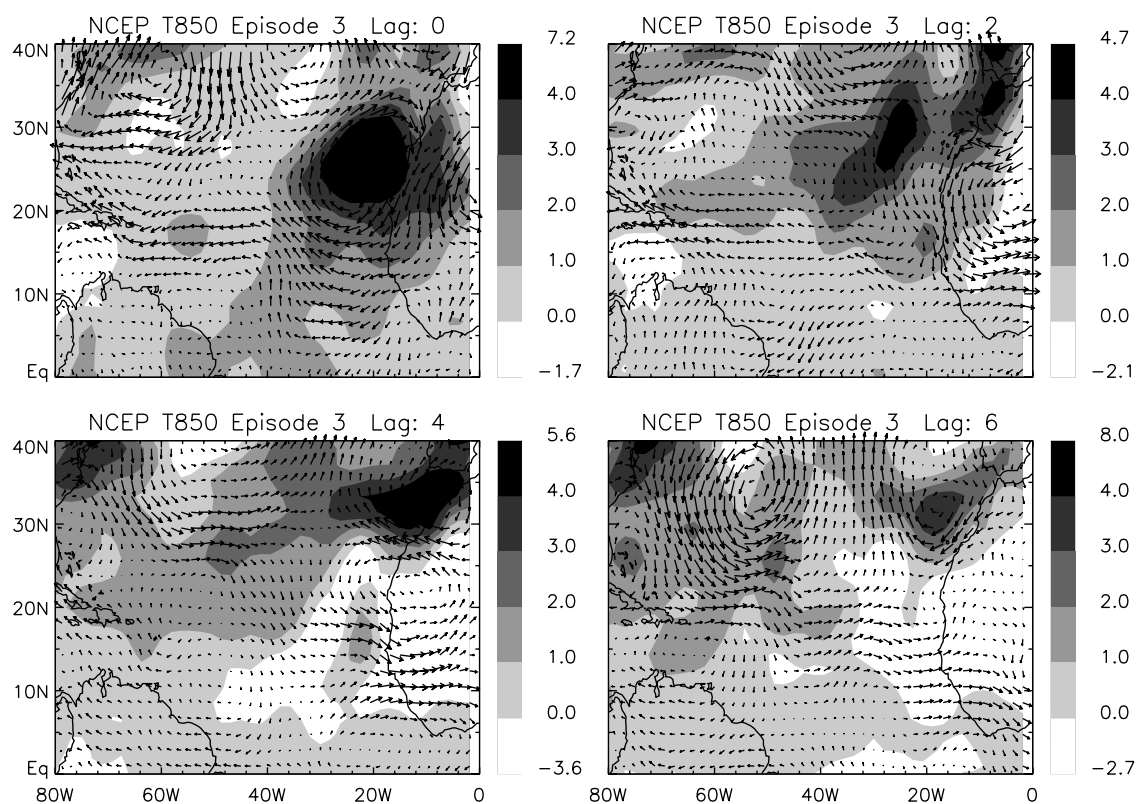 NCEP T850 Episode 3 Lag: 0
40N
30N
20N
10N
Eq
7.2
4.0
3.0
2.0
1.0
0.0
−1.7
NCEP T850 Episode 3 Lag: 2
4.7
4.0
3.0
2.0
1.0
0.0
−2.1
NCEP T850 Episode 3 Lag: 4
40N
30N
20N
10N
Eq
80W
60W
40W
20W
0
5.6
4.0
3.0
2.0
1.0
0.0
−3.6
NCEP T850 Episode 3 Lag: 6
80W
60W
40W
20W
0
8.0
4.0
3.0
2.0
1.0
0.0
−2.7